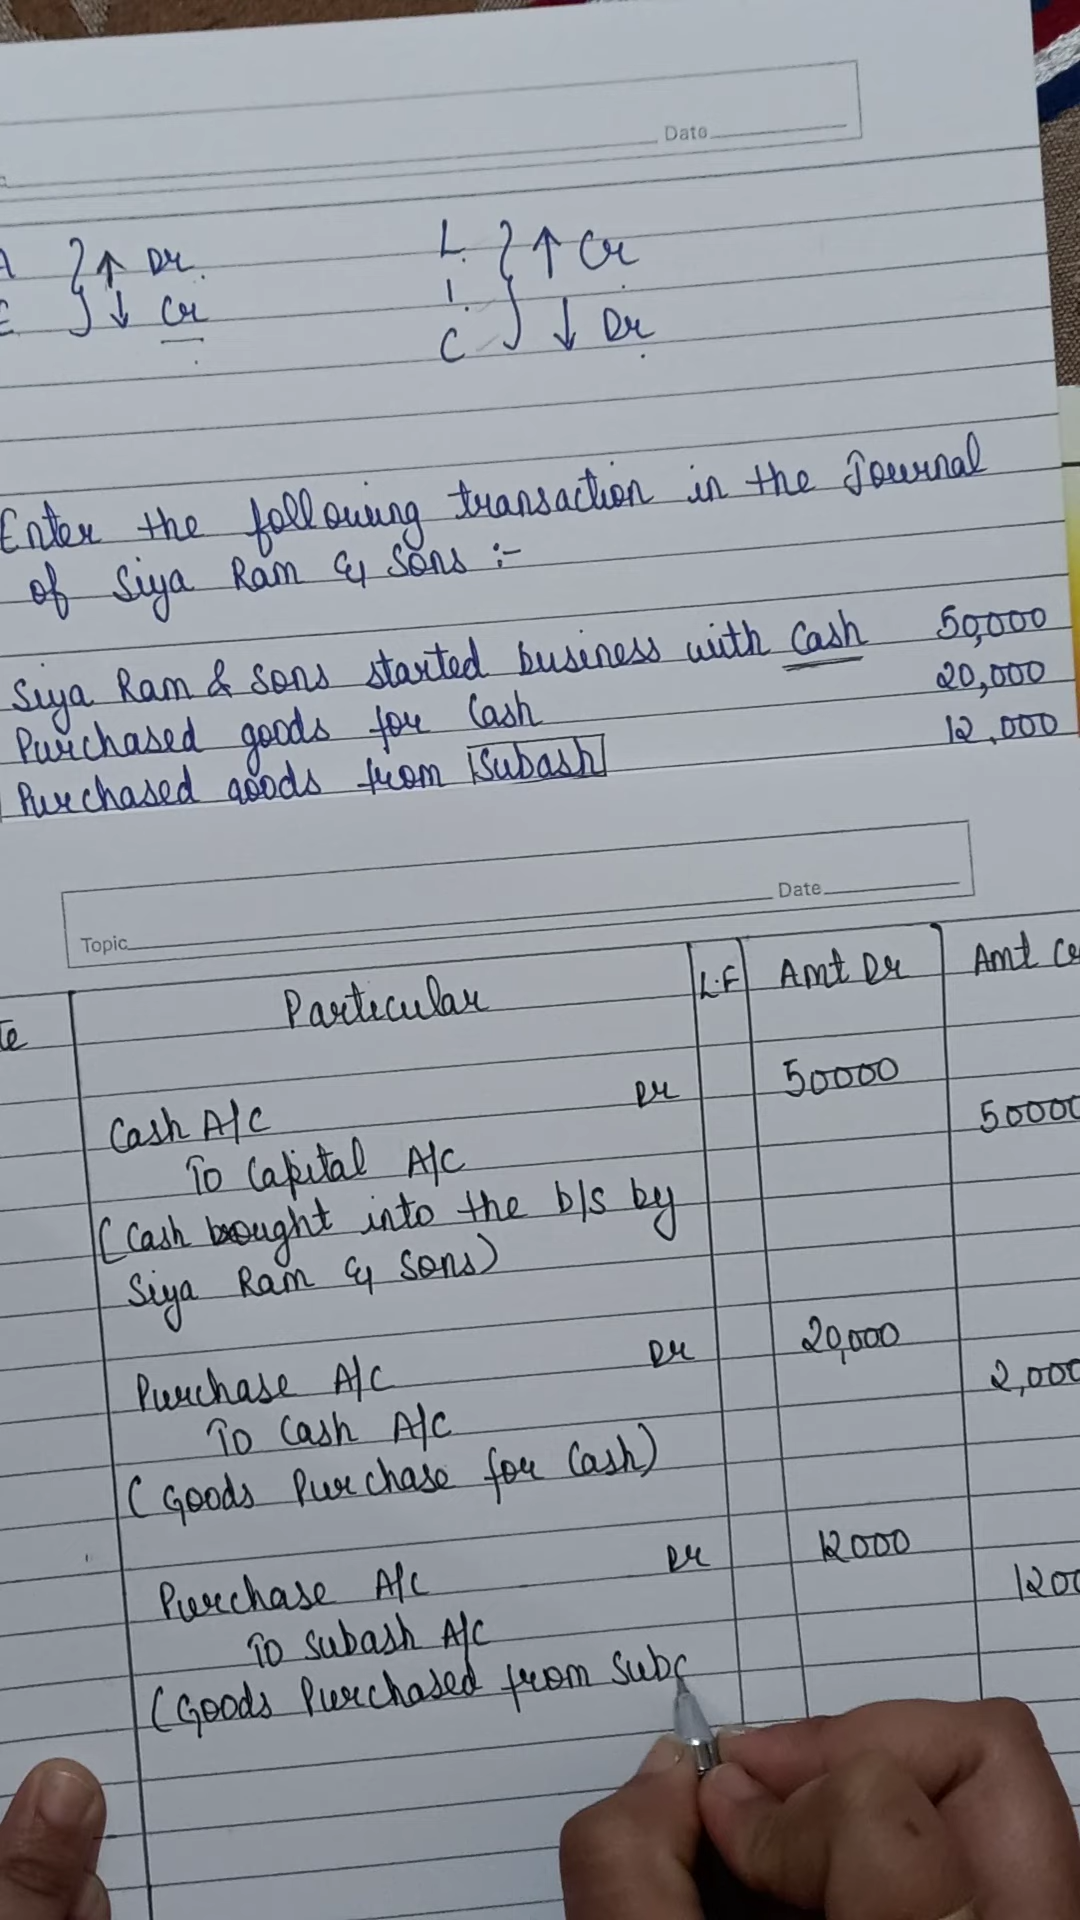 Date
A ↑ Dr. L ↑ Cr
E ↓ Cr I
C ↓ Dr
Enter the following transaction in the Journal
of Siya Ram & Sons :-
Siya Ram & Sons started business with Cash 50,000
Purchased goods for Cash 20,000
Purchased goods from Subash 12,000
Topic Date
te Particular L.F Amt Dr Amt Cr
Cash A/C Dr 50000
To Capital A/C 50000
(Cash bought into the b/s by
Siya Ram & Sons)
Purchase A/C Dr 20,000
To Cash A/C 2,000
(Goods Purchase for Cash)
Purchase A/C Dr 12000
To Subash A/C 1200
(Goods Purchased from Suba